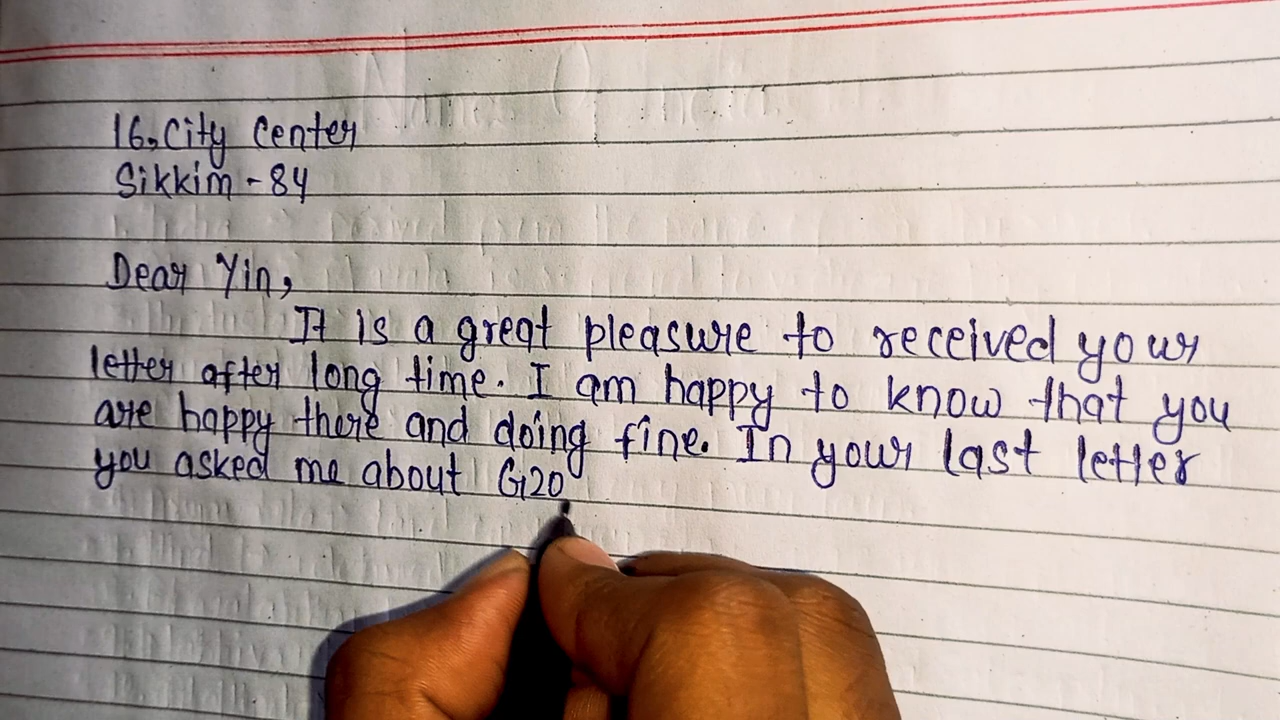 16, City Center
Sikkim - 84
Dear Yin,
It is a great pleasure to received your
letter after long time. I am happy to know that you
are happy there and doing fine. In your last letter
you asked me about G20